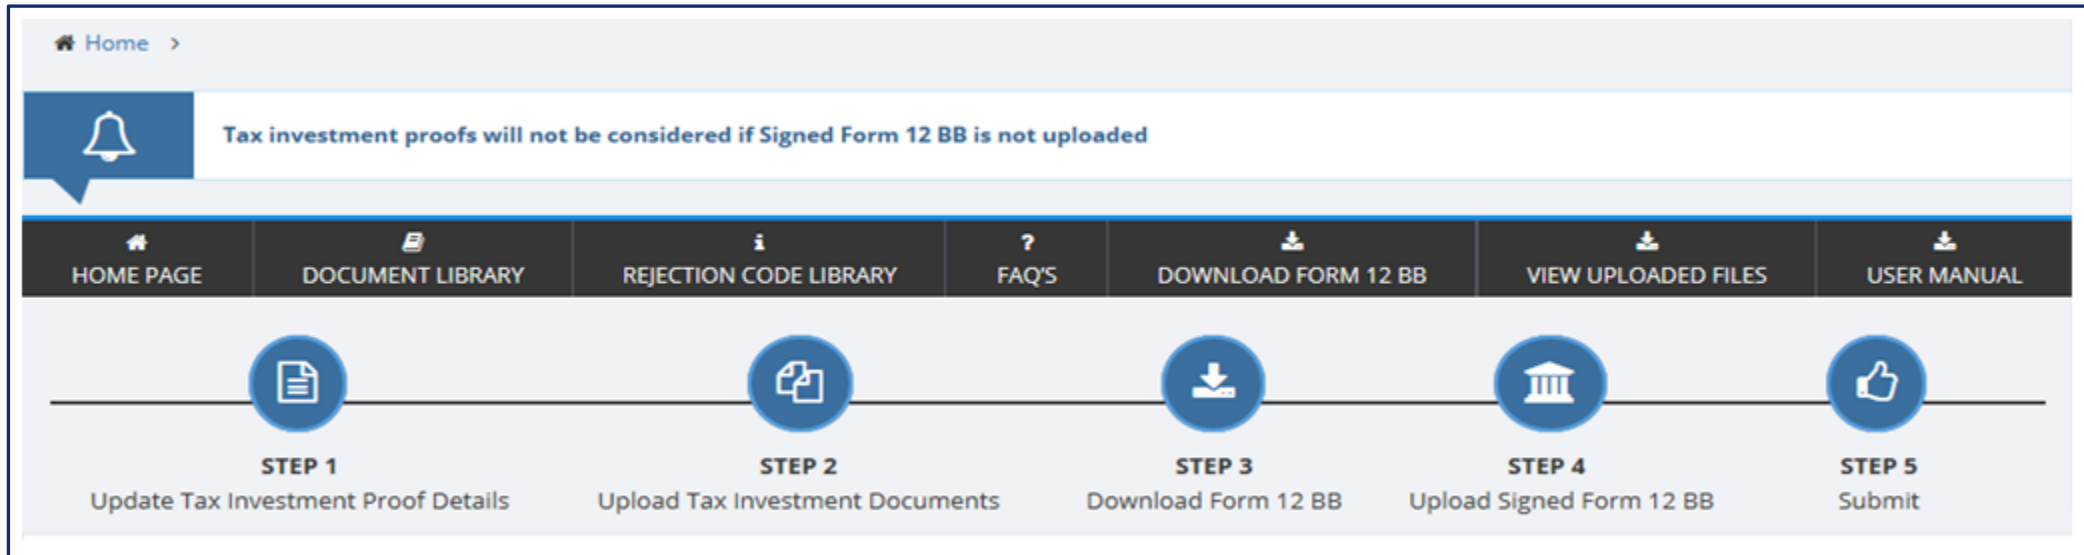 Home >
Tax investment proofs will not be considered if Signed Form 12 BB is not uploaded
HOME PAGE
DOCUMENT LIBRARY
REJECTION CODE LIBRARY
FAQ'S
DOWNLOAD FORM 12 BB
VIEW UPLOADED FILES
USER MANUAL
STEP 1
Update Tax Investment Proof Details
STEP 2
Upload Tax Investment Documents
STEP 3
Download Form 12 BB
STEP 4
Upload Signed Form 12 BB
STEP 5
Submit